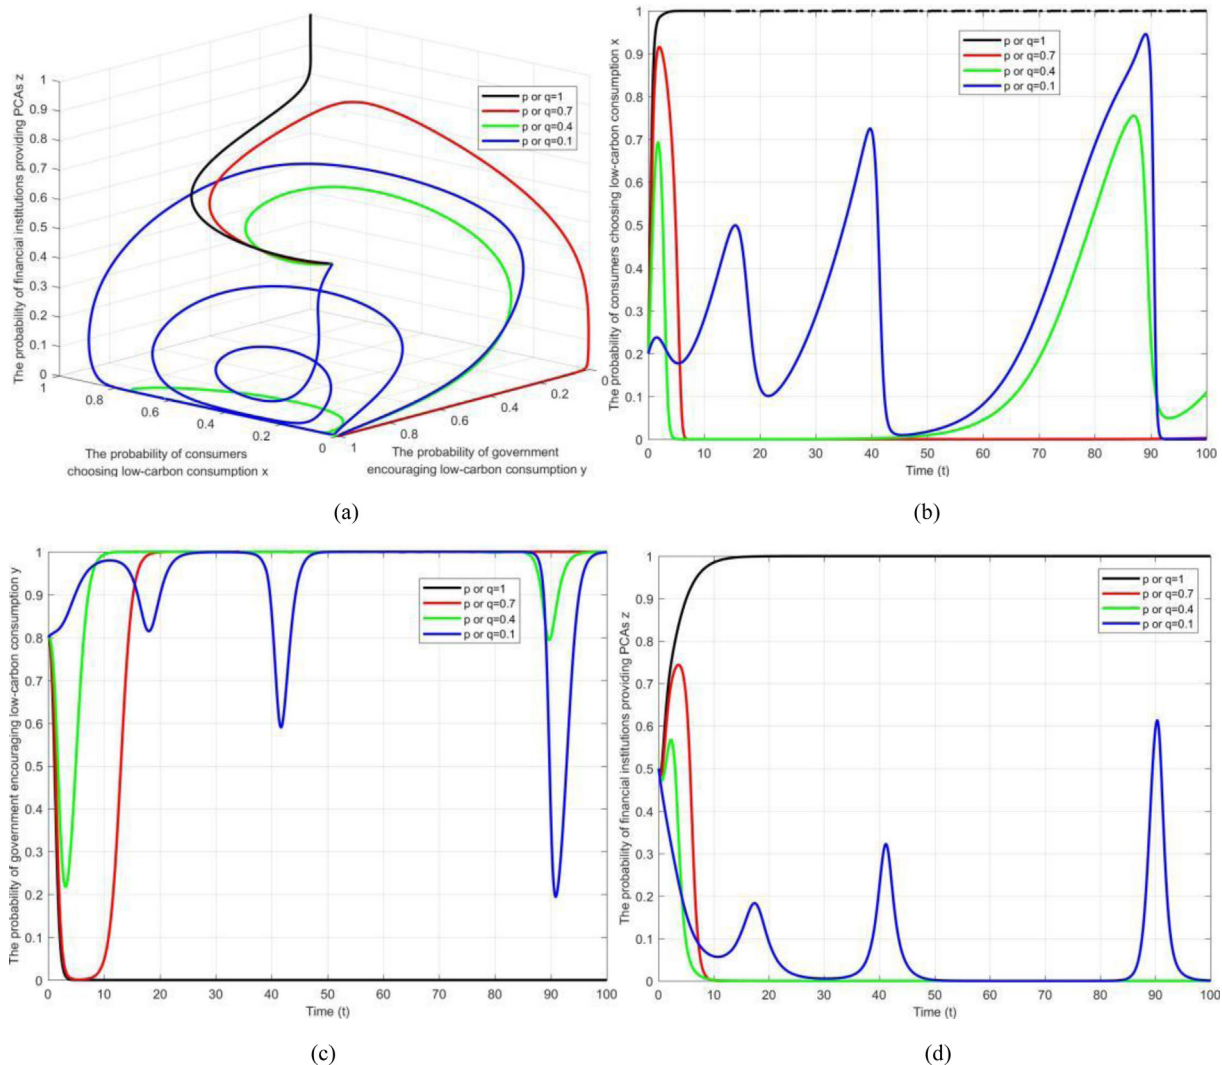 The probability of financial institutions providing PCAs z
1
0.9
0.8
0.7
0.6
0.5
0.4
0.3
0.2
0.1
0
1
0.8
0.6
0.4
0.2
0
1
0.8
0.6
0.4
0.2
0
The probability of consumers
choosing low-carbon consumption x
The probability of government
encouraging low-carbon consumption y
p or q=1
p or q=0.7
p or q=0.4
p or q=0.1
(a)
The probability of consumers choosing low-carbon consumption x
1
0.9
0.8
0.7
0.6
0.5
0.4
0.3
0.2
0.1
0
0 10 20 30 40 50 60 70 80 90 100
Time (t)
p or q=1
p or q=0.7
p or q=0.4
p or q=0.1
(b)
The probability of government encouraging low-carbon consumption y
1
0.9
0.8
0.7
0.6
0.5
0.4
0.3
0.2
0.1
0
0 10 20 30 40 50 60 70 80 90 100
Time (t)
p or q=1
p or q=0.7
p or q=0.4
p or q=0.1
(c)
The probability of financial institutions providing PCAs z
1
0.9
0.8
0.7
0.6
0.5
0.4
0.3
0.2
0.1
0
0 10 20 30 40 50 60 70 80 90 100
Time (t)
p or q=1
p or q=0.7
p or q=0.4
p or q=0.1
(d)